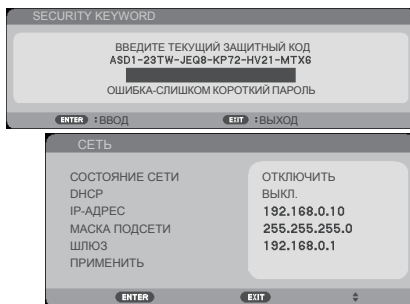 SECURITY KEYWORD
ВВЕДИТЕ ТЕКУЩИЙ ЗАЩИТНЫЙ КОД
ASD1-23TW-JEQ8-KP72-HV21-MTX6
ОШИБКА-СЛИШКОМ КОРОТКИЙ ПАРОЛЬ
ENTER :ВВОД EXIT :ВЫХОД
СЕТЬ
СОСТОЯНИЕ СЕТИ ОТКЛЮЧИТЬ
DHCP ВЫКЛ.
IP-АДРЕС 192.168.0.10
МАСКА ПОДСЕТИ 255.255.255.0
ШЛЮЗ 192.168.0.1
ПРИМЕНИТЬ
ENTER EXIT